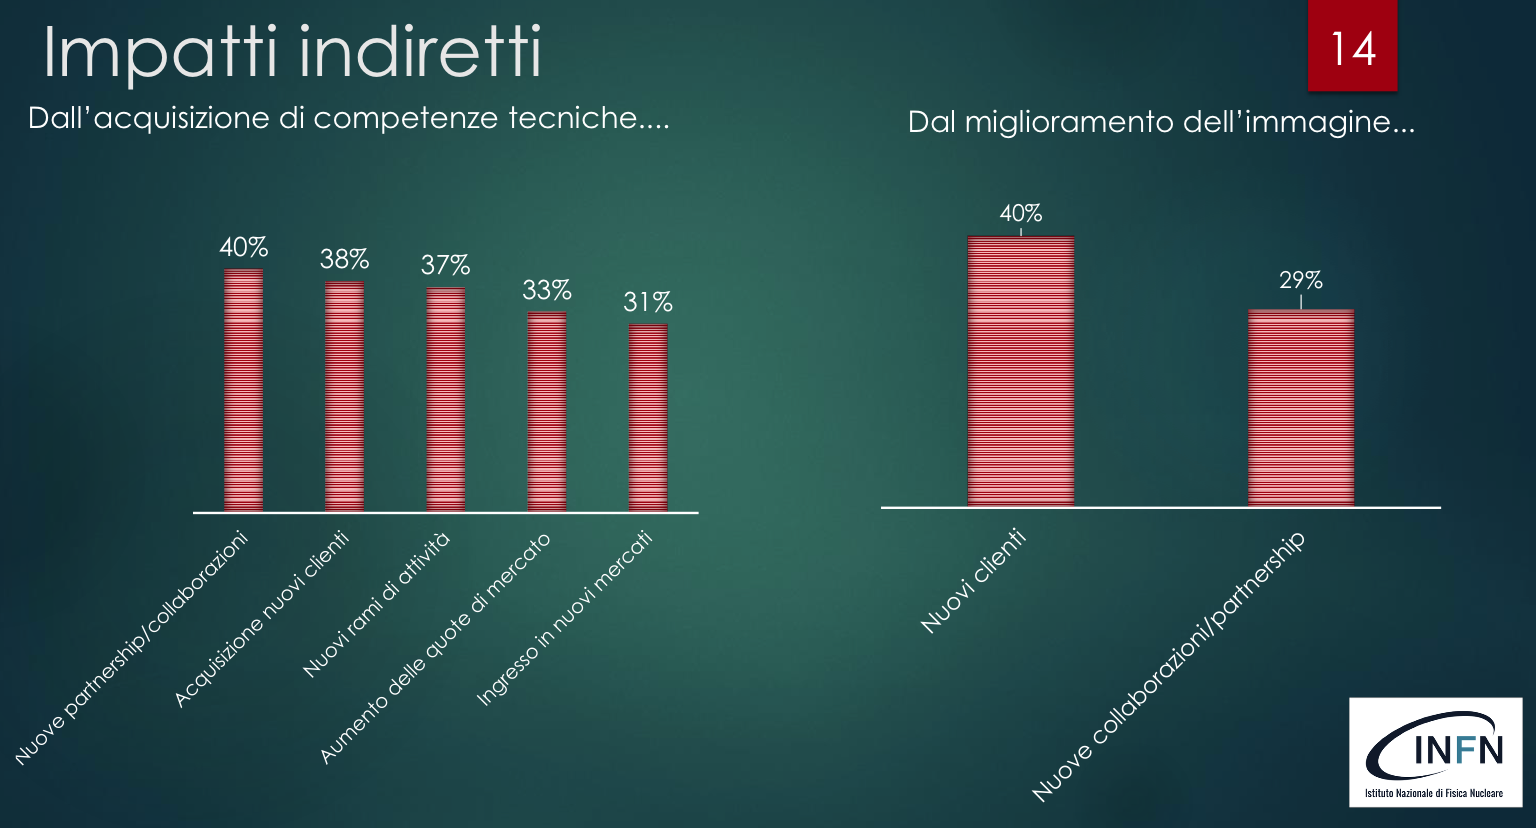 Impatti indiretti
14
Dall’acquisizione di competenze tecniche....
40%
38%
37%
33%
31%
Nuove partnership/collaborazioni
Acquisizione nuovi clienti
Nuovi rami di attività
Aumento delle quote di mercato
Ingresso in nuovi mercati
Dal miglioramento dell’immagine...
40%
29%
Nuovi clienti
Nuove collaborazioni/partnership
INFN
Istituto Nazionale di Fisica Nucleare